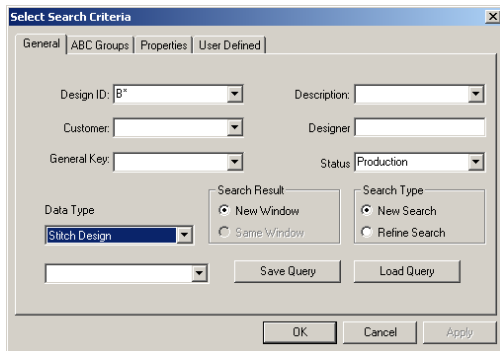 Select Search Criteria
General ABC Groups Properties User Defined
Design ID: B* Description:
Customer: Designer
General Key: Status Production
Search Result Search Type
Data Type New Window New Search
Stitch Design Same Window Refine Search
Save Query Load Query
OK Cancel Apply